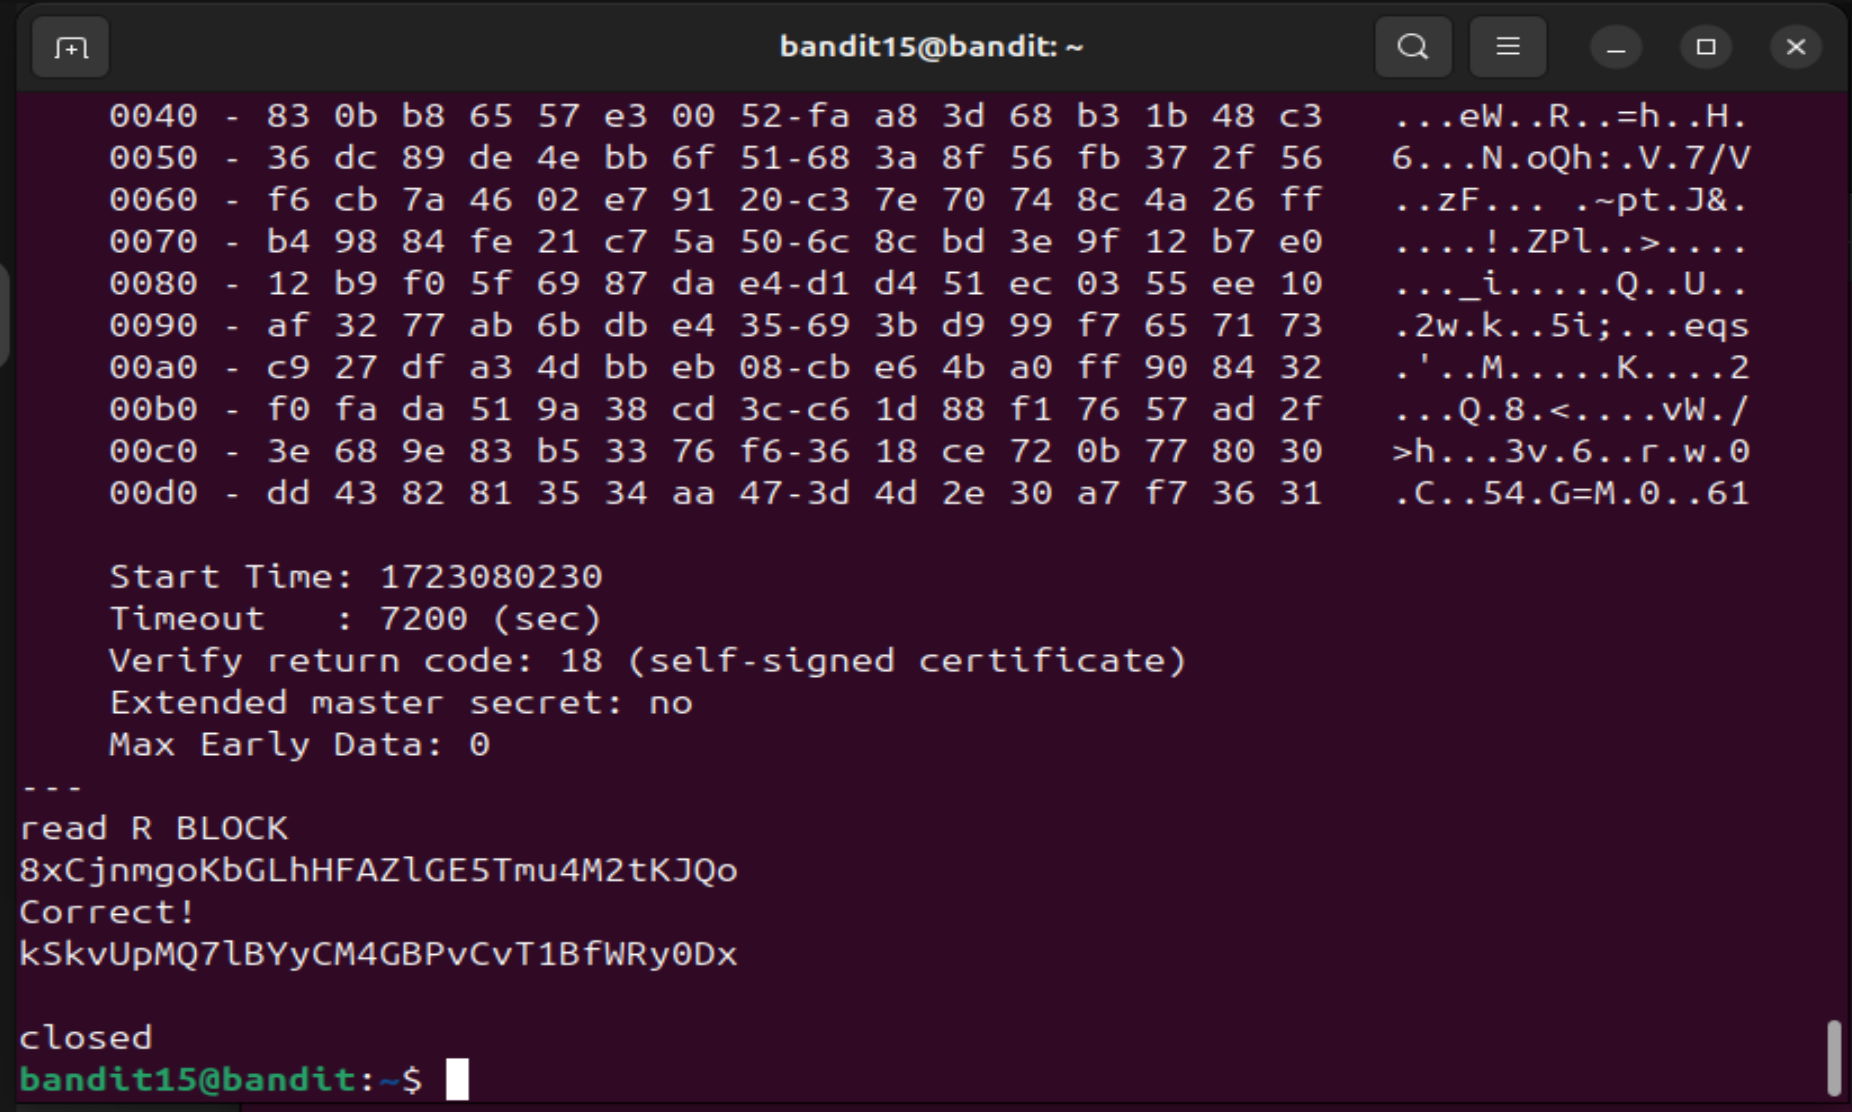 bandit15@bandit: ~
0040 - 83 0b b8 65 57 e3 00 52-fa a8 3d 68 b3 1b 48 c3   ...eW..R..=h..H.
0050 - 36 dc 89 de 4e bb 6f 51-68 3a 8f 56 fb 37 2f 56   6...N.oQh:.V.7/V
0060 - f6 cb 7a 46 02 e7 91 20-c3 7e 70 74 8c 4a 26 ff   ..zF... .~pt.J&.
0070 - b4 98 84 fe 21 c7 5a 50-6c 8c bd 3e 9f 12 b7 e0   ....!.ZPl..>....
0080 - 12 b9 f0 5f 69 87 da e4-d1 d4 51 ec 03 55 ee 10   ..._i.....Q..U..
0090 - af 32 77 ab 6b db e4 35-69 3b d9 99 f7 65 71 73   .2w.k..5i;...eqs
00a0 - c9 27 df a3 4d bb eb 08-cb e6 4b a0 ff 90 84 32   .'..M.....K....2
00b0 - f0 fa da 51 9a 38 cd 3c-c6 1d 88 f1 76 57 ad 2f   ...Q.8.<....vW./
00c0 - 3e 68 9e 83 b5 33 76 f6-36 18 ce 72 0b 77 80 30   >h...3v.6..r.w.0
00d0 - dd 43 82 81 35 34 aa 47-3d 4d 2e 30 a7 f7 36 31   .C..54.G=M.0..61
Start Time: 1723080230
Timeout   : 7200 (sec)
Verify return code: 18 (self-signed certificate)
Extended master secret: no
Max Early Data: 0
---
read R BLOCK
8xCjnmgoKbGLhHFAZlGE5Tmu4M2tKJQo
Correct!
kSkvUpMQ7lBYyCM4GBPvCvT1BfWRy0Dx
closed
bandit15@bandit:~$